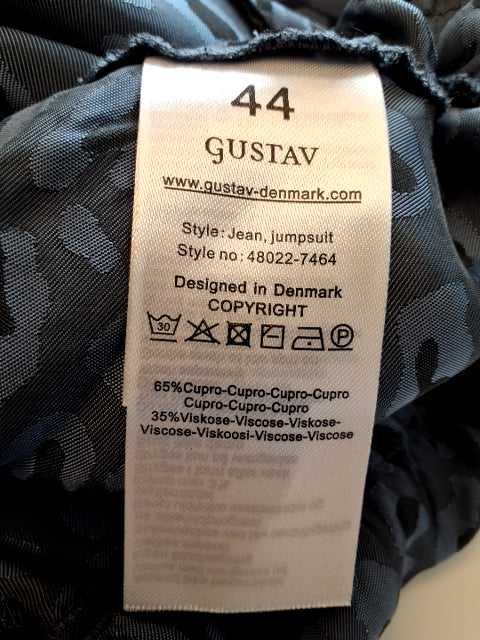 44
GUSTAV
www.gustav-denmark.com
Style: Jean, jumpsuit
Style no: 48022-7464
Designed in Denmark
COPYRIGHT
30 P
65%Cupro-Cupro-Cupro-Cupro
Cupro-Cupro-Cupro
35%Viskose-Viscose-Viskose-
Viscose-Viskoosi-Viscose-Viscose